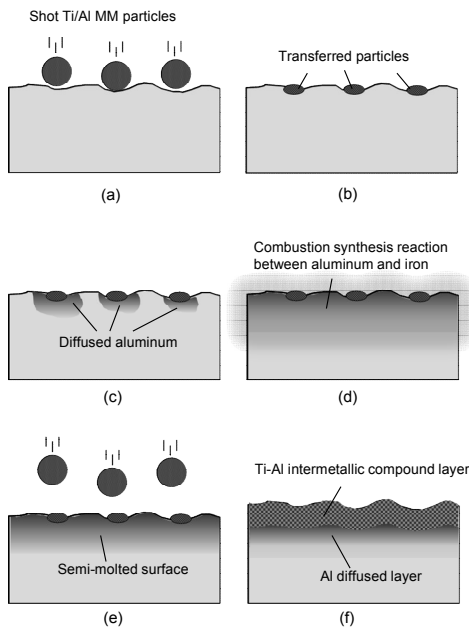 Shot Ti/Al MM particles
Transferred particles
(a)
(b)
Combustion synthesis reaction
between aluminum and iron
Diffused aluminum
(c)
(d)
Ti-Al intermetallic compound layer
Semi-molted surface
Al diffused layer
(e)
(f)